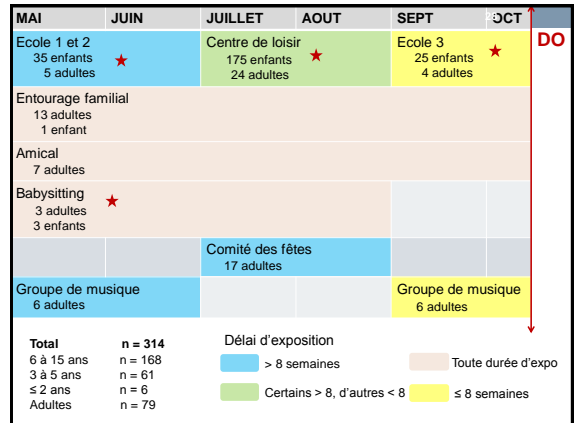 MAI JUIN JUILLET AOUT SEPT OCT
DO
Ecole 1 et 2
35 enfants
5 adultes
Centre de loisir
175 enfants
24 adultes
Ecole 3
25 enfants
4 adultes
Entourage familial
13 adultes
1 enfant
Amical
7 adultes
Babysitting
3 adultes
3 enfants
Comité des fêtes
17 adultes
Groupe de musique
6 adultes
Groupe de musique
6 adultes
Total n = 314
6 à 15 ans n = 168
3 à 5 ans n = 61
≤ 2 ans n = 6
Adultes n = 79
Délai d'exposition
> 8 semaines
Toute durée d'expo
Certains > 8, d'autres < 8
≤ 8 semaines